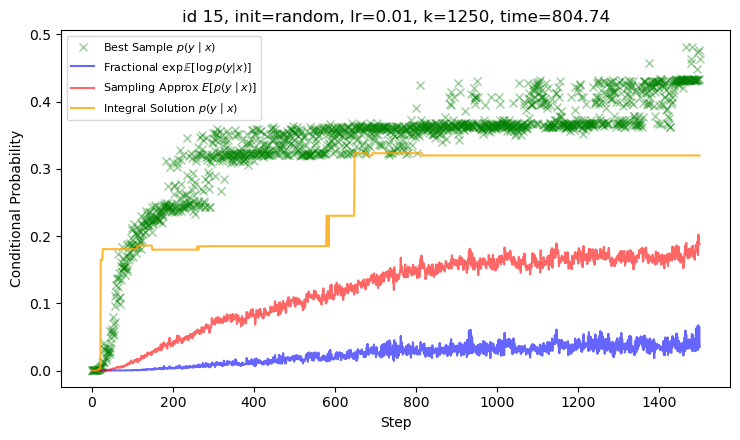 id 15, init=random, lr=0.01, k=1250, time=804.74
Best Sample p(y | x)
Fractional exp𝔼[log p(y|x)]
Sampling Approx E[p(y | x)]
Integral Solution p(y | x)
Conditional Probability
0.5
0.4
0.3
0.2
0.1
0.0
0 200 400 600 800 1000 1200 1400
Step